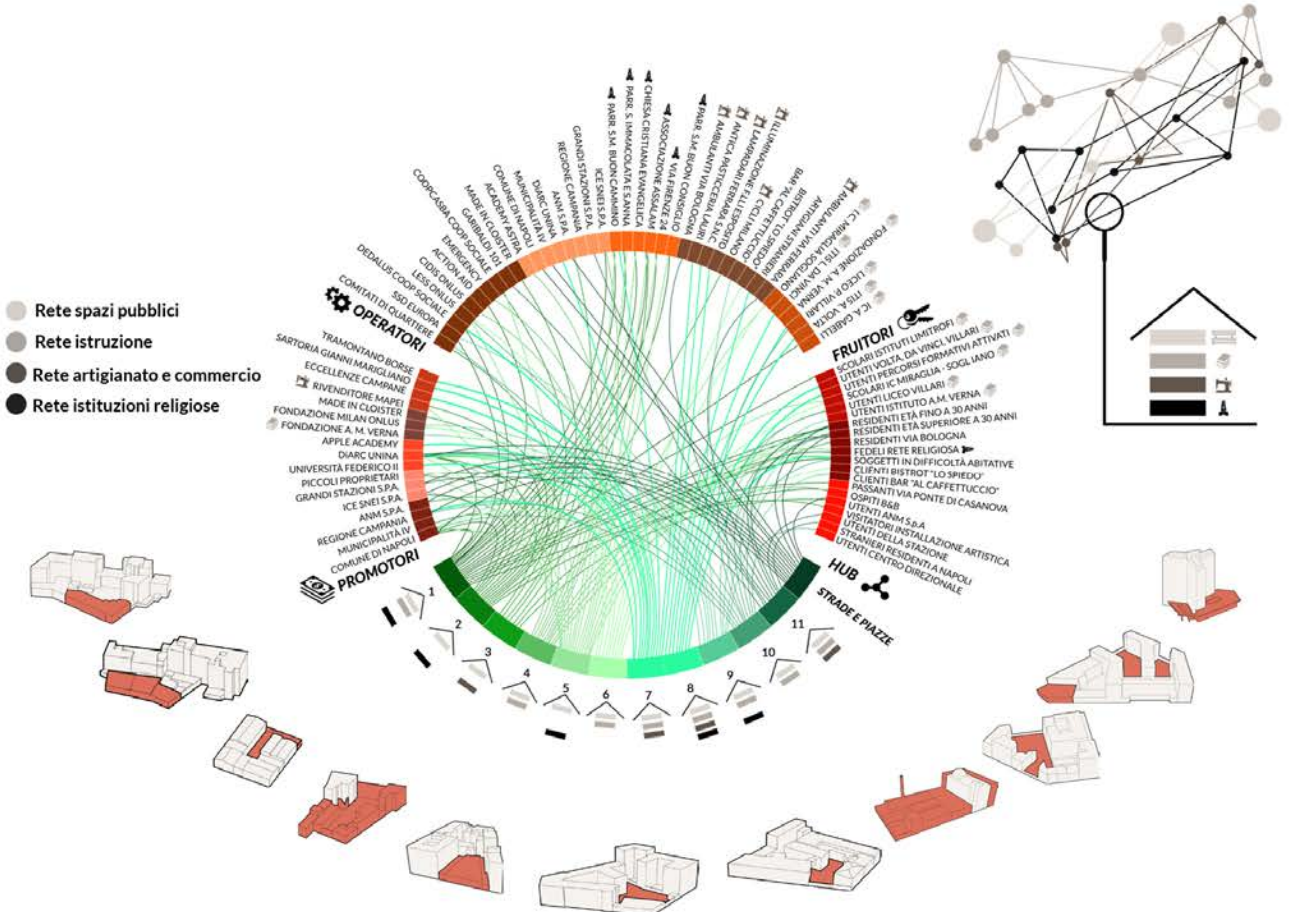 Rete spazi pubblici
Rete istruzione
Rete artigianato e commercio
Rete istituzioni religiose
OPERATORI
COMITATI DI QUARTIERE
SSD EUROPA
DEDALUS COOP SOCIALE
LESS ONLUS
CIDIS ONLUS
ACTION AID
EMERGENCY
COOPCASBA COOP SOCIALE
GARIBALDI 101
MADE IN CLOISTER
ACADEMY ASTRA
COMUNE DI NAPOLI
MUNICIPALITÀ IV
DIARC UNINA
ANM S.P.A.
REGIONE CAMPANIA
GRANDI STAZIONI S.P.A.
ICE SNEI S.P.A.
PARR. S.M. BUON CAMMINO
PARR. S. IMMACOLATA E S.ANNA
CHIESA CRISTIANA EVANGELICA
ASSOCIAZIONE ASSALAM
VIA FIRENZE 24
PARR. S.M. BUON CONSIGLIO
AMBULANTI VIA BOLOGNA
ANTICA PASTICCERIA LAURI
LAMPADARI FERRARA S.N.C
ILLUMINAZIONE F.LLI ESPOSITO
CICLI MILANO
BAR "AL CAFFETTUCCIO"
BISTROT "LO SPIEDO"
ARTIGIANI STRANIERI
AMBULANTI VIA FERRARA
I.C. MIRAGLIA SOGLIANO
ITIS L. DA VINCI
FONDAZIONE A. M. VERNA
LICEO P. VILLARI
ITIS A. VOLTA
IC A. GABELLI
FRUITORI
SCOLARI ISTITUTI LIMITROFI
UTENTI VOLTA, DA VINCI, VILLARI
UTENTI PERCORSI FORMATIVI ATTIVATI
SCOLARI IC MIRAGLIA - SOGLIANO
UTENTI LICEO VILLARI
UTENTI ISTITUTO A.M. VERNA
RESIDENTI ETÀ FINO A 30 ANNI
RESIDENTI ETÀ SUPERIORE A 30 ANNI
RESIDENTI VIA BOLOGNA
FEDELI RETE RELIGIOSA
SOGGETTI IN DIFFICOLTÀ ABITATIVE
CLIENTI BISTROT "LO SPIEDO"
CLIENTI BAR "AL CAFFETTUCCIO"
PASSANTI VIA PONTE DI CASANOVA
OSPITI B&B
UTENTI ANM S.p.A
VISITATORI INSTALLAZIONE ARTISTICA
UTENTI DELLA STAZIONE
STRANIERI RESIDENTI A NAPOLI
UTENTI CENTRO DIREZIONALE
HUB
STRADE E PIAZZE
TRAMONTANO BORSE
SARTORIA GIANNI MARIGLIANO
ECCELLENZE CAMPANE
RIVENDITORE MAPEI
MADE IN CLOISTER
FONDAZIONE MILAN ONLUS
FONDAZIONE A. M. VERNA
APPLE ACADEMY
DiARC UNINA
UNIVERSITÀ FEDERICO II
PICCOLI PROPRIETARI
GRANDI STAZIONI S.P.A.
ICE SNEI S.P.A.
ANM S.P.A.
REGIONE CAMPANIA
MUNICIPALITÀ IV
COMUNE DI NAPOLI
PROMOTORI
1
2
3
4
5
6
7
8
9
10
11